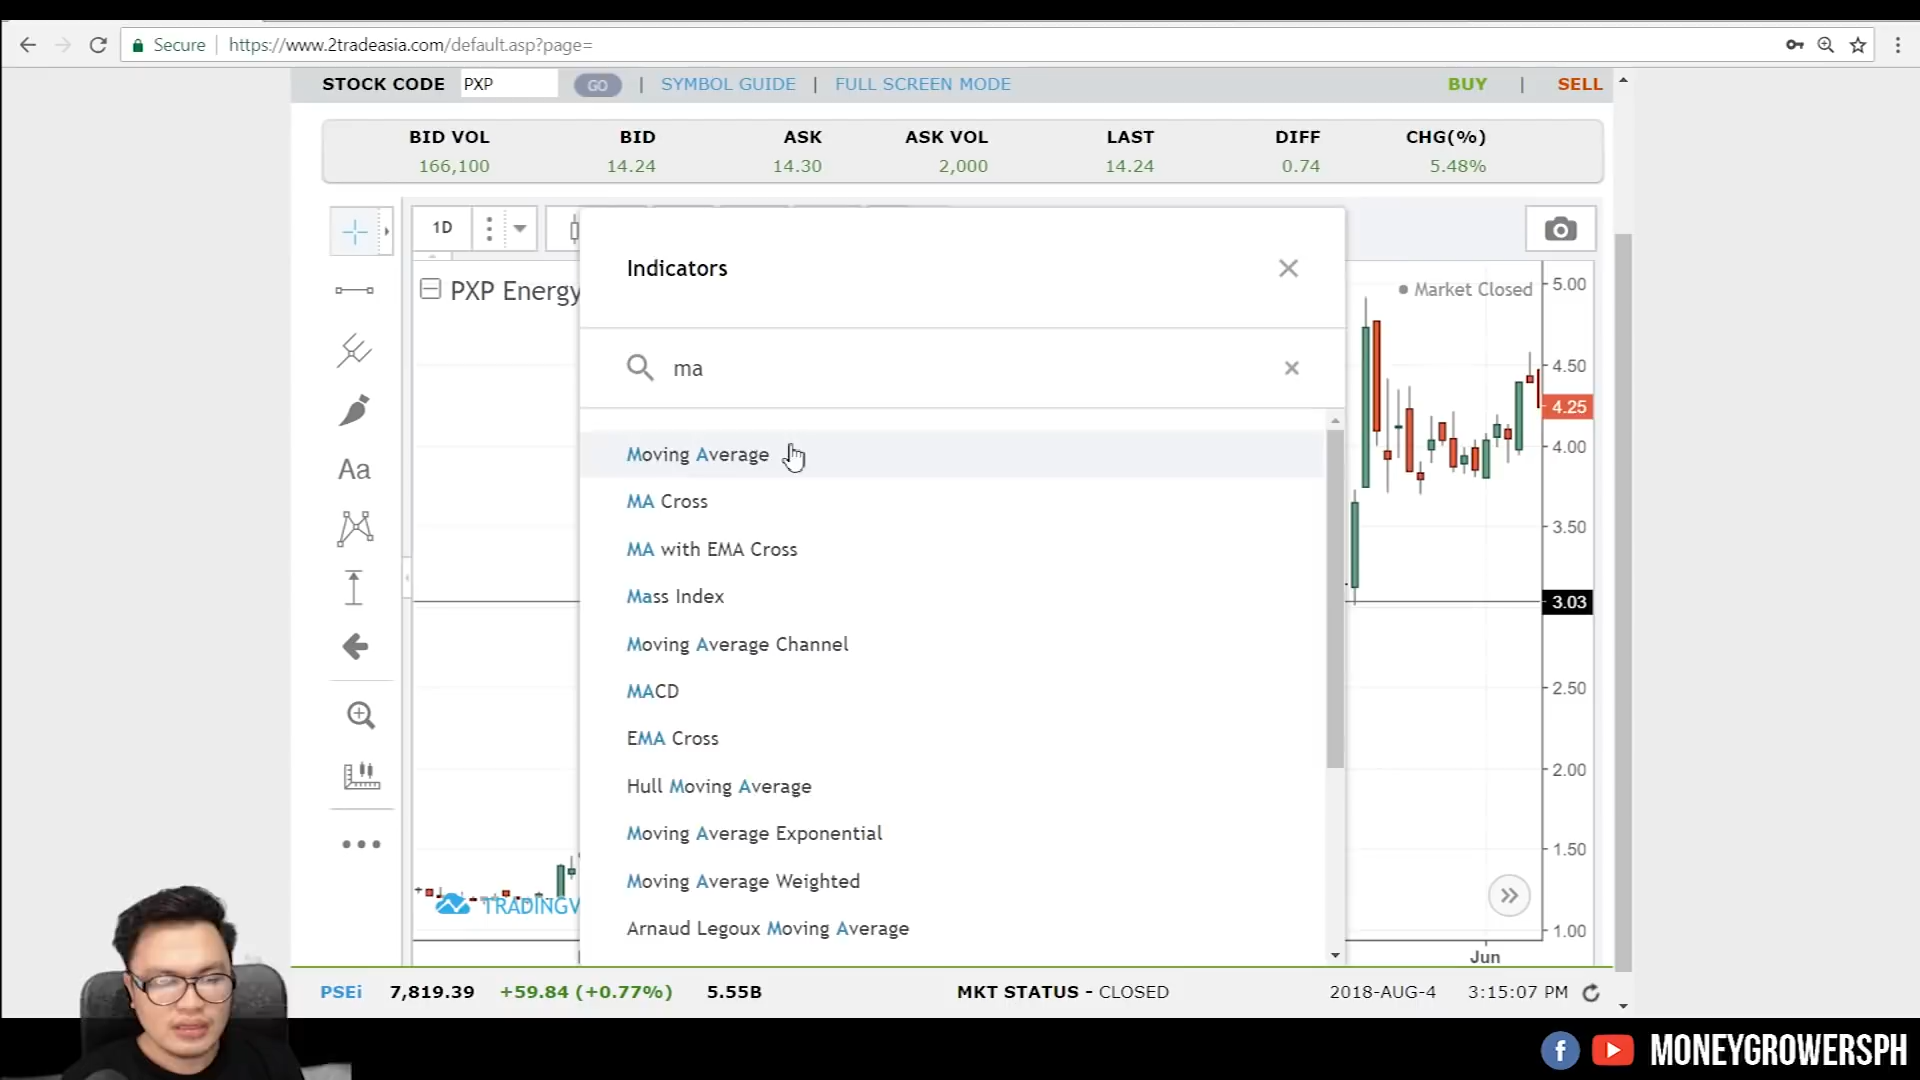 Secure https://www.2tradeasia.com/default.asp?page=
STOCK CODE PXP GO | SYMBOL GUIDE | FULL SCREEN MODE BUY | SELL
BID VOL BID ASK ASK VOL LAST DIFF CHG(%)
166,100 14.24 14.30 2,000 14.24 0.74 5.48%
1D
Indicators
PXP Energy
Market Closed
5.00
ma
4.50
4.25
4.00
Moving Average
MA Cross
3.50
MA with EMA Cross
Mass Index
3.03
Moving Average Channel
MACD
2.50
EMA Cross
2.00
Hull Moving Average
Moving Average Exponential
1.50
Moving Average Weighted
TRADINGV
Arnaud Legoux Moving Average
1.00
Jun
Aa
PSEi 7,819.39 +59.84 (+0.77%) 5.55B MKT STATUS - CLOSED 2018-AUG-4 3:15:07 PM
f MONEYGROWERSPH